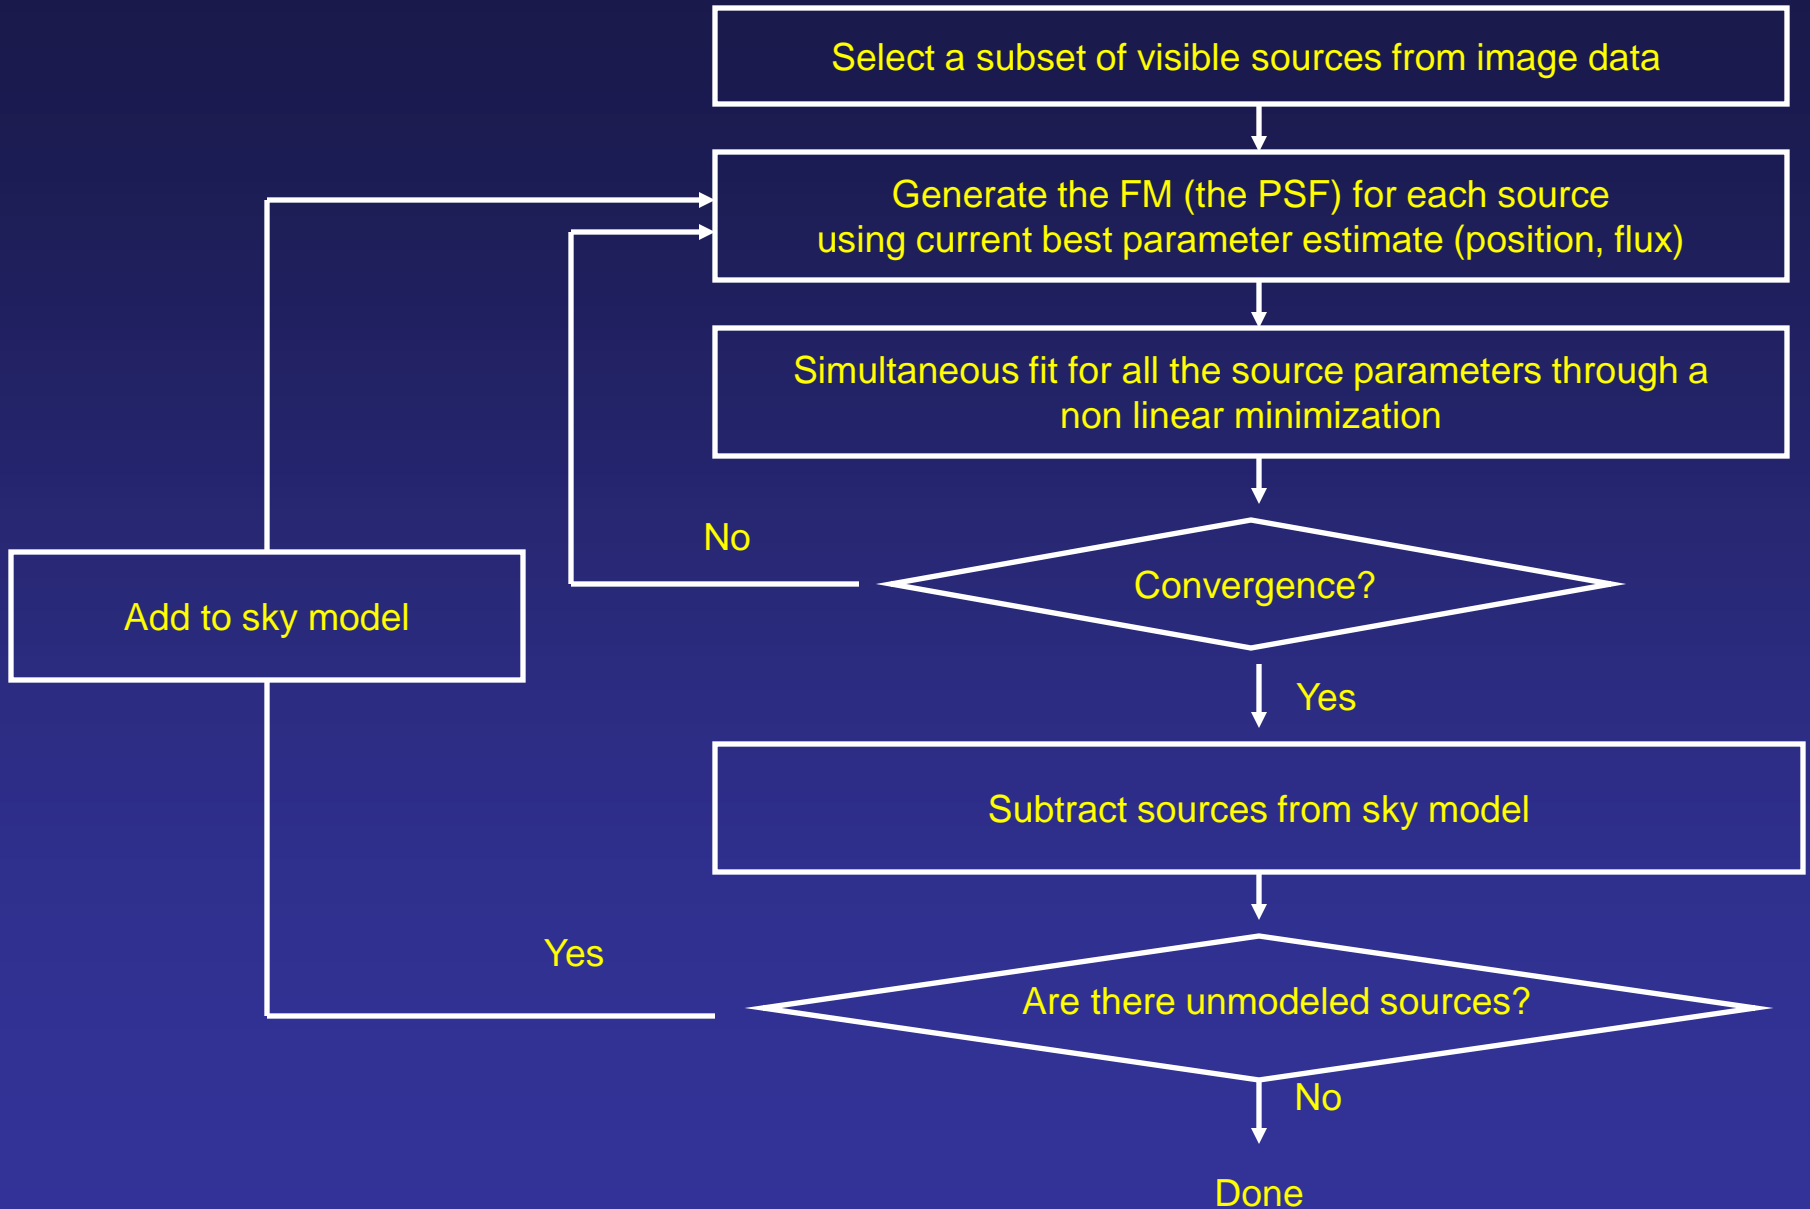 Select a subset of visible sources from image data
Generate the FM (the PSF) for each source
using current best parameter estimate (position, flux)
Simultaneous fit for all the source parameters through a
non linear minimization
No
Convergence?
Add to sky model
Yes
Subtract sources from sky model
Yes
Are there unmodeled sources?
No
Done